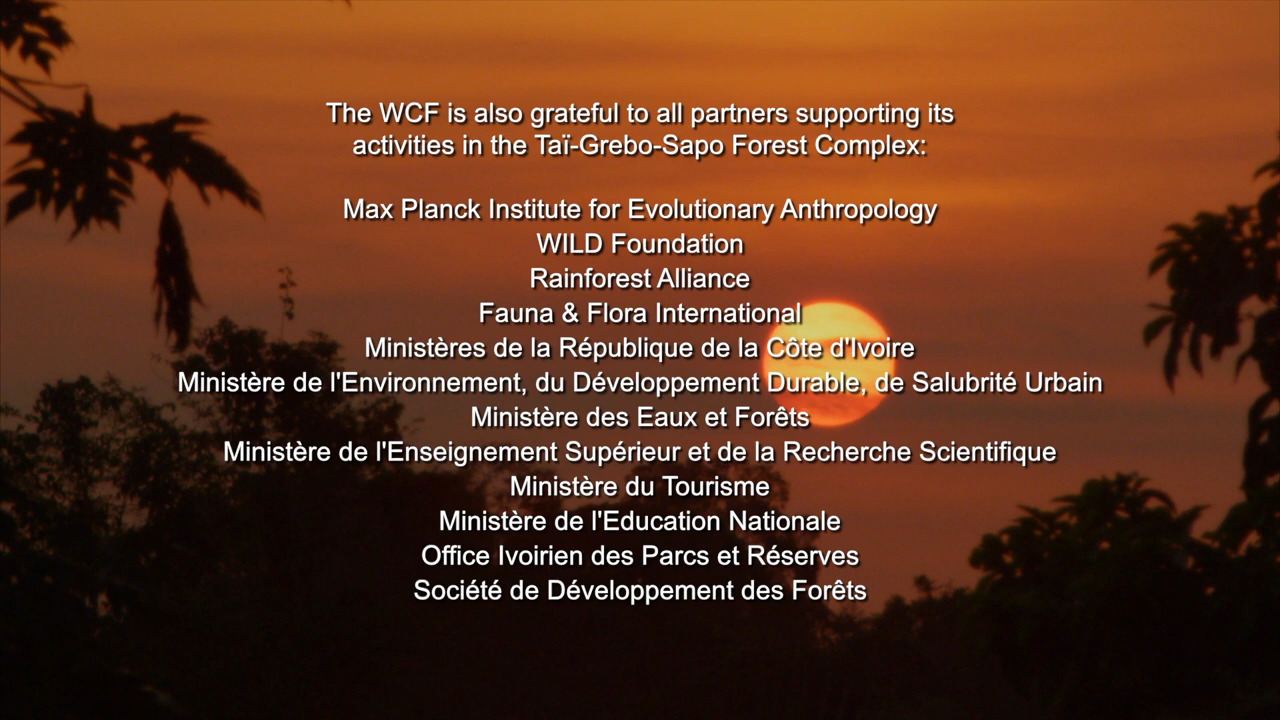 The WCF is also grateful to all partners supporting its
activities in the Taï-Grebo-Sapo Forest Complex:
Max Planck Institute for Evolutionary Anthropology
WILD Foundation
Rainforest Alliance
Fauna & Flora International
Ministères de la République de la Côte d'Ivoire
Ministère de l'Environnement, du Développement Durable, de Salubrité Urbain
Ministère des Eaux et Forêts
Ministère de l'Enseignement Supérieur et de la Recherche Scientifique
Ministère du Tourisme
Ministère de l'Education Nationale
Office Ivoirien des Parcs et Réserves
Société de Développement des Forêts